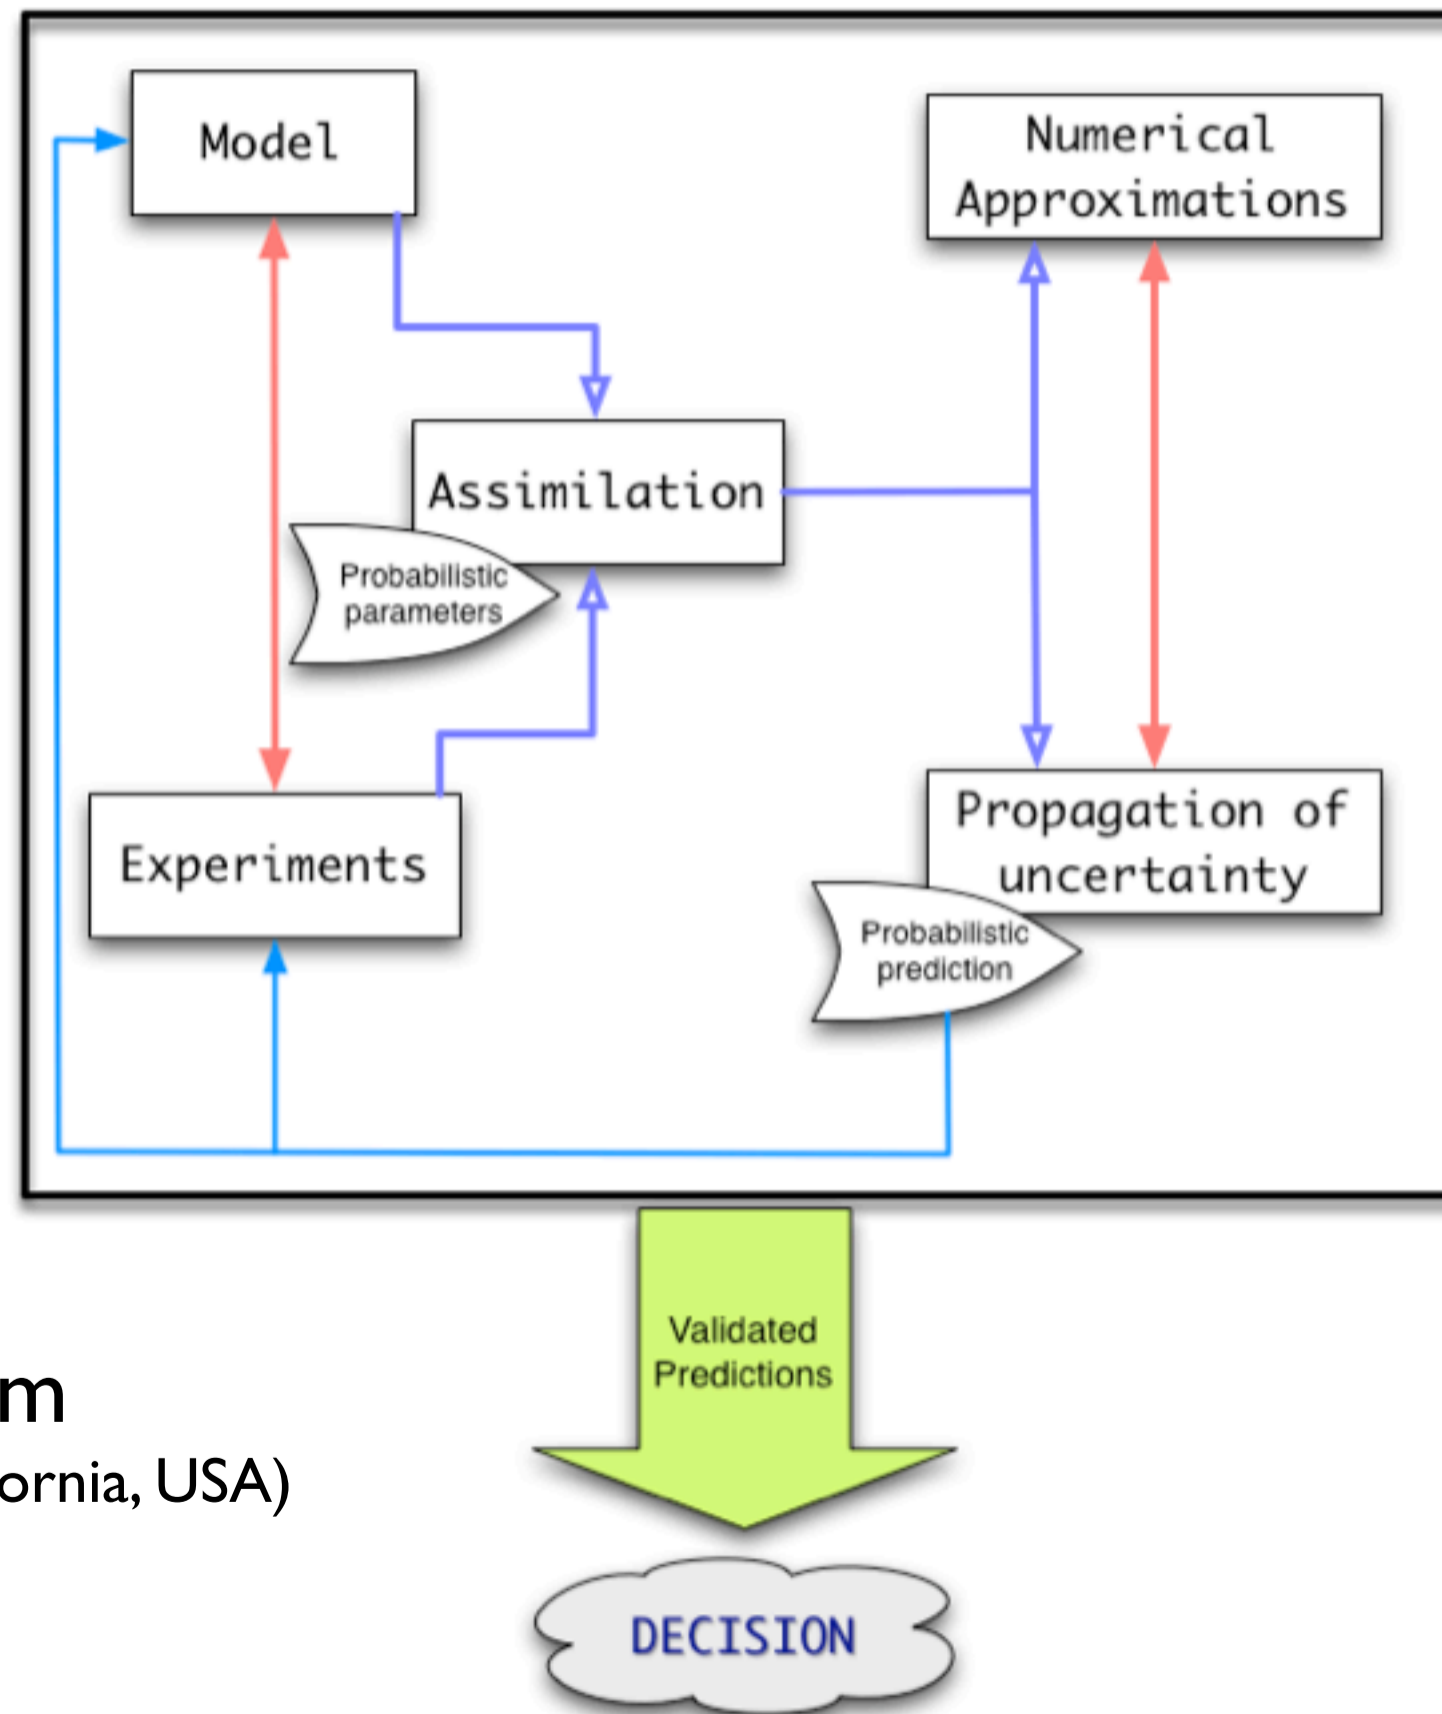 Model
Numerical
Approximations
Assimilation
Probabilistic
parameters
Experiments
Propagation of
uncertainty
Probabilistic
prediction
Validated
Predictions
m
ornia, USA)
DECISION